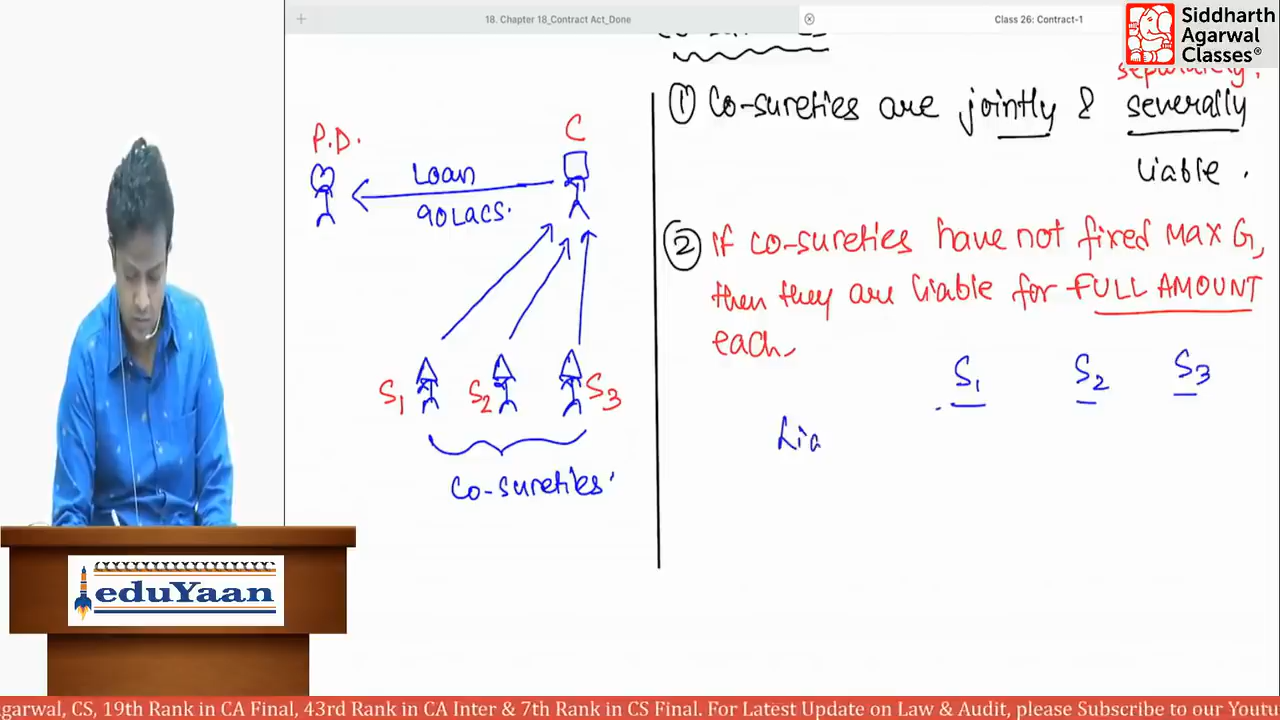 18. Chapter 18_Contract Act_Done
Class 26: Contract-1
Siddharth
Agarwal
Classes®
separately.
① Co-sureties are jointly & severally
liable.
P.D.
C
Loan
90 Lacs.
② If co-sureties have not fixed Max G,
then they are liable for FULL AMOUNT
each.
S1 S2 S3
S1 S2 S3
Lia
Co-sureties
eduYaan
garwal, CS, 19th Rank in CA Final, 43rd Rank in CA Inter & 7th Rank in CS Final. For Latest Update on Law & Audit, please Subscribe to our Youtu